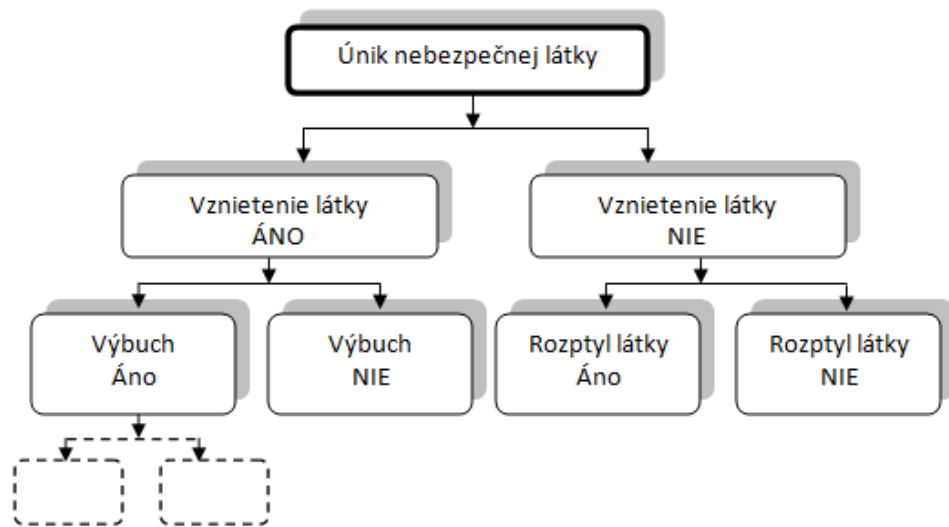 Únik nebezpečnej látky
Vznietenie látky
ÁNO
Vznietenie látky
NIE
Výbuch
Áno
Výbuch
NIE
Rozptyl látky
Áno
Rozptyl látky
NIE